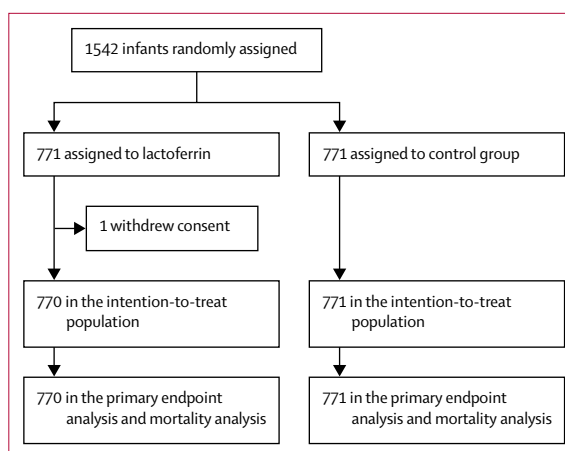 1542 infants randomly assigned
771 assigned to lactoferrin
771 assigned to control group
1 withdrew consent
770 in the intention-to-treat
population
771 in the intention-to-treat
population
770 in the primary endpoint
analysis and mortality analysis
771 in the primary endpoint
analysis and mortality analysis